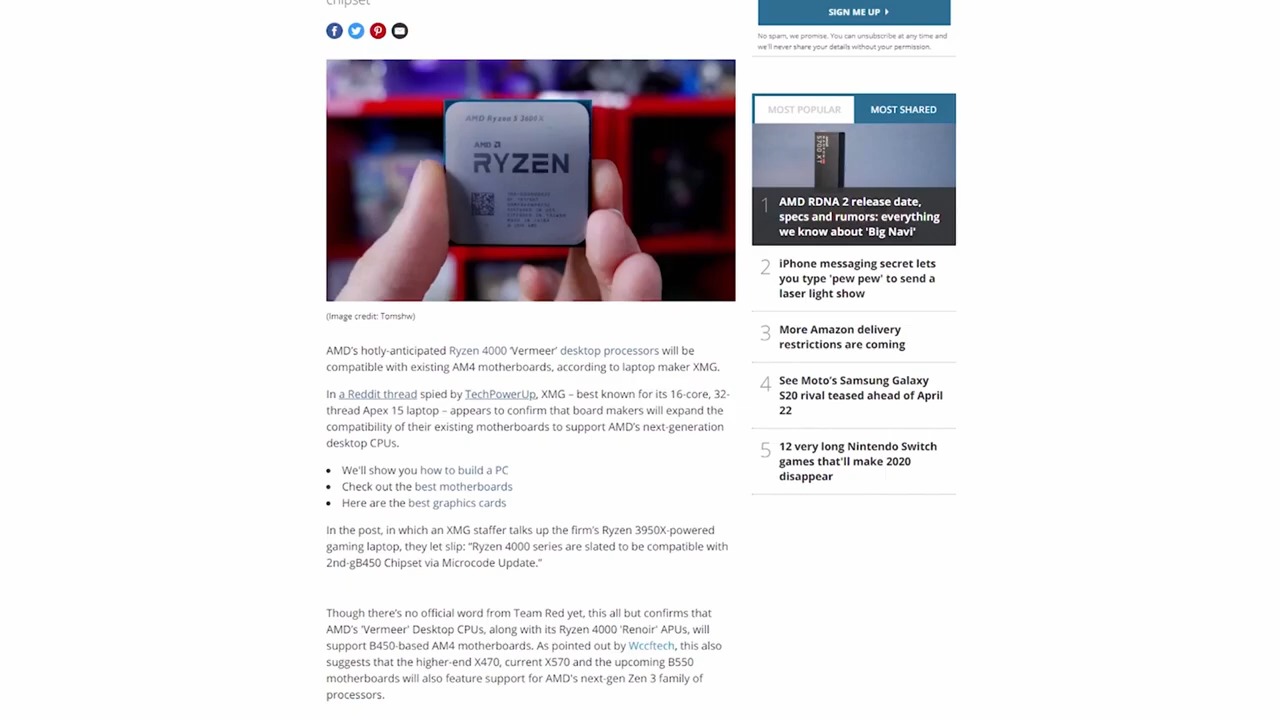 chipset
AMD Ryzen 5 3600X
AMD
RYZEN
(Image credit: Tomshw)
AMD's hotly-anticipated Ryzen 4000 'Vermeer' desktop processors will be
compatible with existing AM4 motherboards, according to laptop maker XMG.
In a Reddit thread spied by TechPowerUp, XMG – best known for its 16-core, 32-
thread Apex 15 laptop – appears to confirm that board makers will expand the
compatibility of their existing motherboards to support AMD's next-generation
desktop CPUs.
• We'll show you how to build a PC
• Check out the best motherboards
• Here are the best graphics cards
In the post, in which an XMG staffer talks up the firm's Ryzen 3950X-powered
gaming laptop, they let slip: "Ryzen 4000 series are slated to be compatible with
2nd-gB450 Chipset via Microcode Update."
Though there's no official word from Team Red yet, this all but confirms that
AMD's 'Vermeer' Desktop CPUs, along with its Ryzen 4000 'Renoir' APUs, will
support B450-based AM4 motherboards. As pointed out by Wccftech, this also
suggests that the higher-end X470, current X570 and the upcoming B550
motherboards will also feature support for AMD's next-gen Zen 3 family of
processors.
SIGN ME UP
No spam, we promise. You can unsubscribe at any time and
we'll never share your details without your permission.
MOST POPULAR
MOST SHARED
5700 XT
1 AMD RDNA 2 release date,
specs and rumors: everything
we know about 'Big Navi'
2 iPhone messaging secret lets
you type 'pew pew' to send a
laser light show
3 More Amazon delivery
restrictions are coming
4 See Moto's Samsung Galaxy
S20 rival teased ahead of April
22
5 12 very long Nintendo Switch
games that'll make 2020
disappear